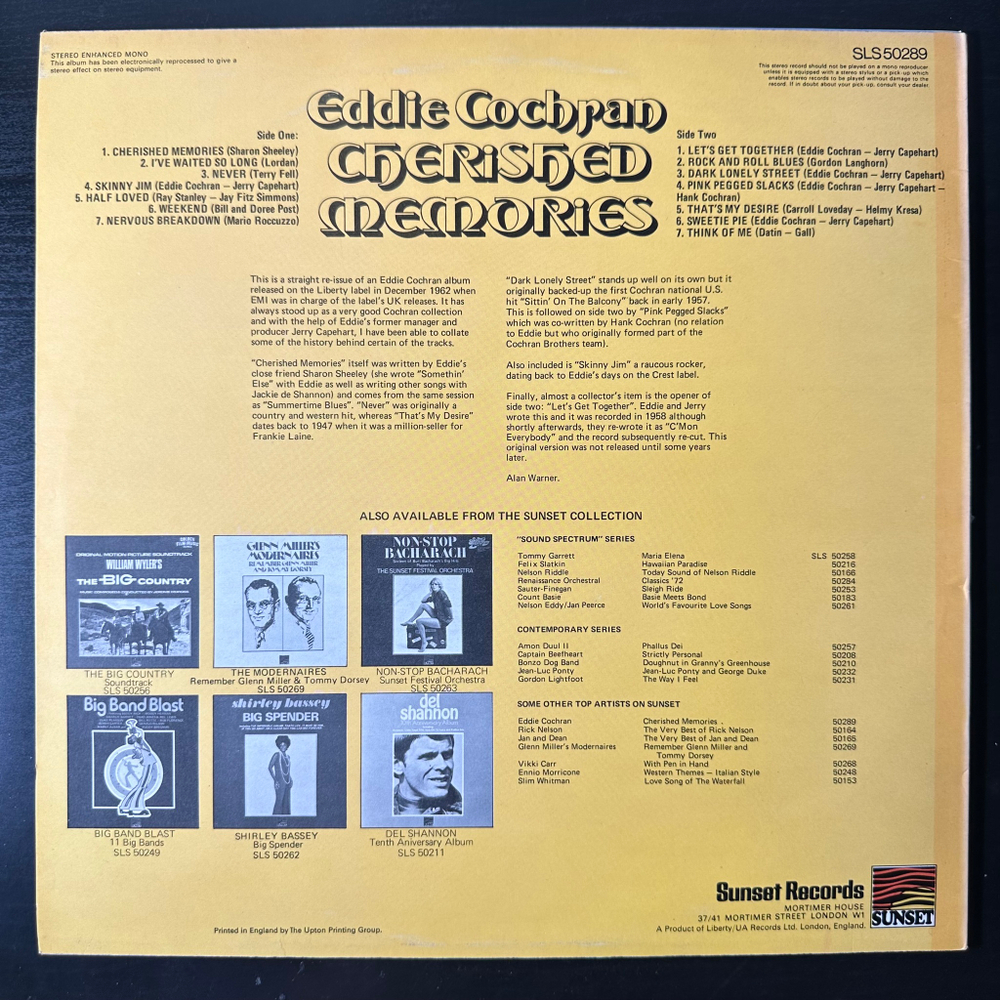 STEREO ENHANCED MONO
This album has been electronically reprocessed to give a
stereo effect on stereo equipment.
SLS 50289
This stereo record should not be played on a mono reproducer
unless it is equipped with a stereo stylus or a pick-up which
enables stereo records to be played without damage to the
record. If in doubt about your pick-up, consult your dealer.
Eddie Cochran
CHERISHED
MEMORIES
Side One:
1. CHERISHED MEMORIES (Sharon Sheeley)
2. I'VE WAITED SO LONG (Lordan)
3. NEVER (Terry Fell)
4. SKINNY JIM (Eddie Cochran — Jerry Capehart)
5. HALF LOVED (Ray Stanley — Jay Fitz Simmons)
6. WEEKEND (Bill and Doree Post)
7. NERVOUS BREAKDOWN (Mario Roccuzzo)
Side Two
1. LET'S GET TOGETHER (Eddie Cochran — Jerry Capehart)
2. ROCK AND ROLL BLUES (Gordon Langhorn)
3. DARK LONELY STREET (Eddie Cochran — Jerry Capehart)
4. PINK PEGGED SLACKS (Eddie Cochran — Jerry Capehart —
Hank Cochran)
5. THAT'S MY DESIRE (Carroll Loveday — Helmy Kresa)
6. SWEETIE PIE (Eddie Cochran — Jerry Capehart)
7. THINK OF ME (Datin — Gall)
This is a straight re-issue of an Eddie Cochran album
released on the Liberty label in December 1962 when
EMI was in charge of the label's UK releases. It has
always stood up as a very good Cochran collection
and with the help of Eddie's former manager and
producer Jerry Capehart, I have been able to collate
some of the history behind certain of the tracks.
"Cherished Memories" itself was written by Eddie's
close friend Sharon Sheeley (she wrote "Somethin'
Else" with Eddie as well as writing other songs with
Jackie de Shannon) and comes from the same session
as "Summertime Blues". "Never" was originally a
country and western hit, whereas "That's My Desire"
dates back to 1947 when it was a million-seller for
Frankie Laine.
"Dark Lonely Street" stands up well on its own but it
originally backed-up the first Cochran national U.S.
hit "Sittin' On The Balcony" back in early 1957.
This is followed on side two by "Pink Pegged Slacks"
which was co-written by Hank Cochran (no relation
to Eddie but who originally formed part of the
Cochran Brothers team).
Also included is "Skinny Jim" a raucous rocker,
dating back to Eddie's days on the Crest label.
Finally, almost a collector's item is the opener of
side two: "Let's Get Together". Eddie and Jerry
wrote this and it was recorded in 1958 although
shortly afterwards, they re-wrote it as "C'Mon
Everybody" and the record subsequently re-cut. This
original version was not released until some years
later.
Alan Warner.
ALSO AVAILABLE FROM THE SUNSET COLLECTION
ORIGINAL MOTION PICTURE SOUNDTRACK
WILLIAM WYLER'S
THE BIG COUNTRY
THE BIG COUNTRY
Soundtrack
SLS 50256
GLENN MILLER'S
MODERNAIRES
REMEMBER GLENN MILLER
AND TOMMY DORSEY
THE MODERNAIRES
Remember Glenn Miller & Tommy Dorsey
SLS 50269
NON-STOP
BACHARACH
THE SUNSET FESTIVAL ORCHESTRA
NON-STOP BACHARACH
Sunset Festival Orchestra
SLS 50263
Big Band Blast
BIG BAND BLAST
11 Big Bands
SLS 50249
shirley bassey
BIG SPENDER
SHIRLEY BASSEY
Big Spender
SLS 50262
del
shannon
DEL SHANNON
Tenth Aniversary Album
SLS 50211
"SOUND SPECTRUM" SERIES
Tommy Garrett Maria Elena SLS 50258
Felix Slatkin Hawaiian Paradise 50216
Nelson Riddle Today Sound of Nelson Riddle 50166
Renaissance Orchestral Classics '72 50284
Sauter-Finegan Sleigh Ride 50253
Count Basie Basie Meets Bond 50183
Nelson Eddy/Jan Peerce World's Favourite Love Songs 50261
CONTEMPORARY SERIES
Amon Duul II Phallus Dei 50257
Captain Beefheart Strictly Personal 50208
Bonzo Dog Band Doughnut in Granny's Greenhouse 50210
Jean-Luc Ponty Jean-Luc Ponty and George Duke 50232
Gordon Lightfoot The Way I Feel 50231
SOME OTHER TOP ARTISTS ON SUNSET
Eddie Cochran Cherished Memories . 50289
Rick Nelson The Very Best of Rick Nelson 50164
Jan and Dean The Very Best of Jan and Dean 50165
Glenn Miller's Modernaires Remember Glenn Miller and 50269
Tommy Dorsey
Vikki Carr With Pen in Hand 50268
Ennio Morricone Western Themes — Italian Style 50248
Slim Whitman Love Song of The Waterfall 50153
Sunset Records
MORTIMER HOUSE
37/41 MORTIMER STREET LONDON W1
A Product of Liberty/UA Records Ltd. London, England.
SUNSET
Printed in England by The Upton Printing Group.